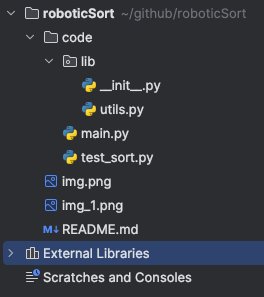 roboticSort ~/github/roboticSort
code
lib
__init__.py
utils.py
main.py
test_sort.py
img.png
img_1.png
M↓ README.md
External Libraries
Scratches and Consoles